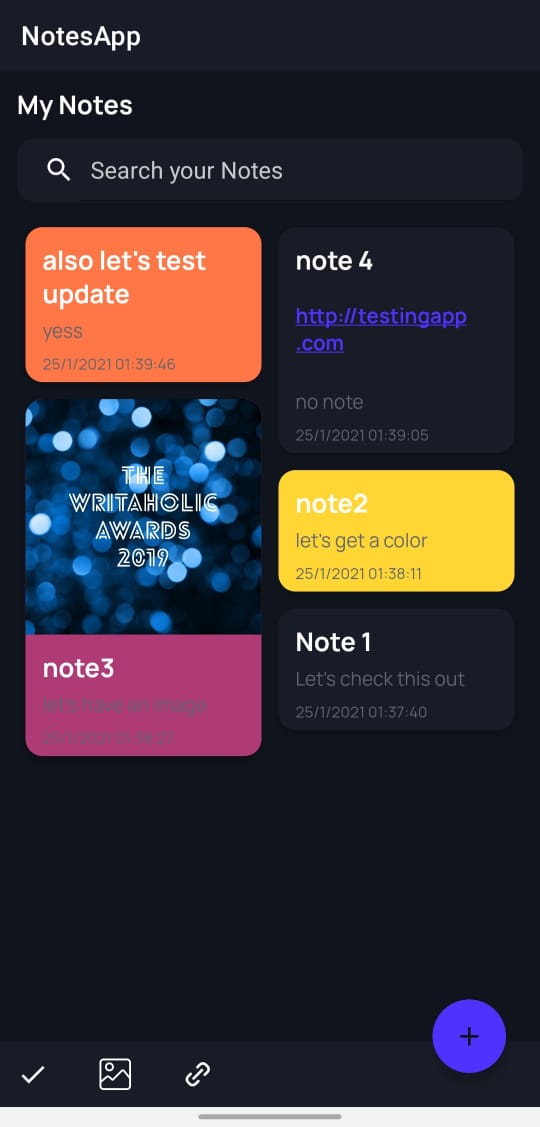 NotesApp
My Notes
Search your Notes
also let's test
update
yess
25/1/2021 01:39:46
THE
WRITAHOLIC
AWARDS
2019
note3
let's have an image
note 4
http://testingapp
.com
no note
25/1/2021 01:39:05
note2
let's get a color
25/1/2021 01:38:11
Note 1
Let's check this out
25/1/2021 01:37:40